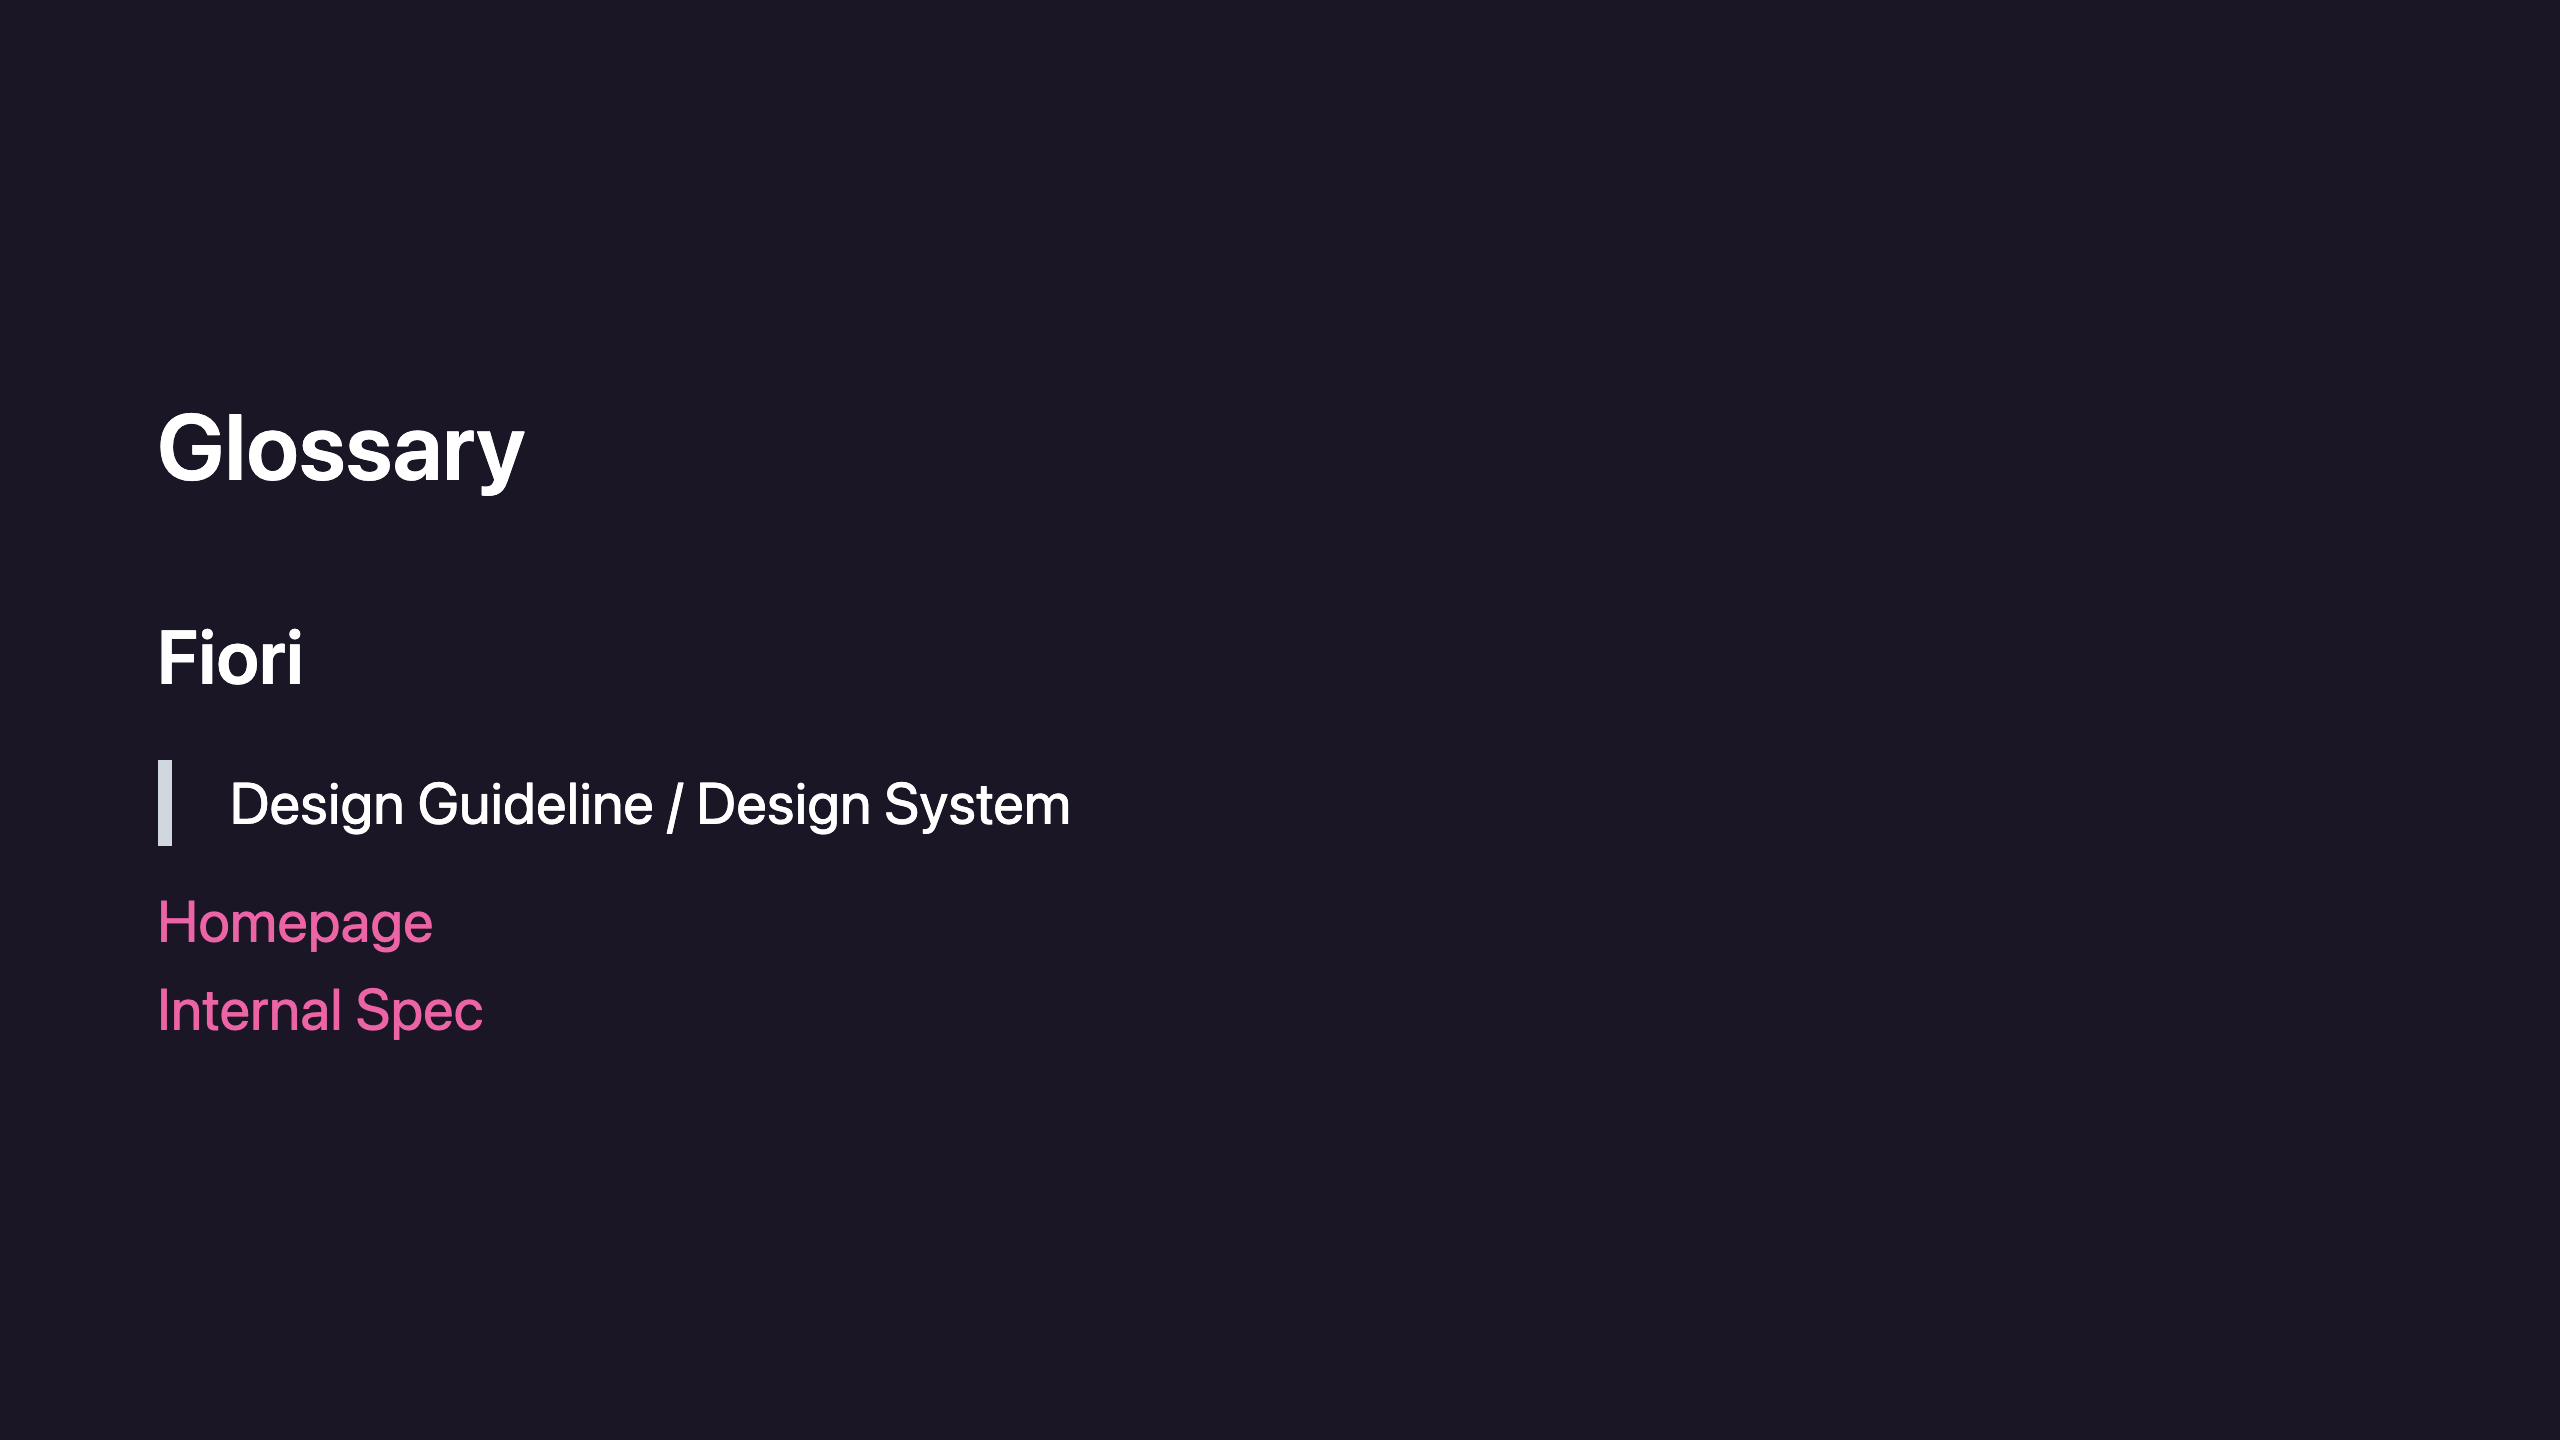 Glossary
Fiori
Design Guideline / Design System
Homepage
Internal Spec